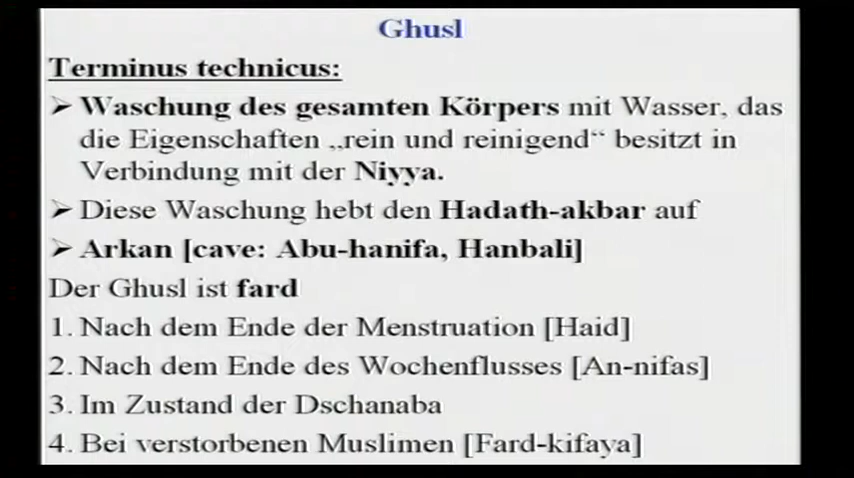 Ghusl
Terminus technicus:
➢ Waschung des gesamten Körpers mit Wasser, das
die Eigenschaften „rein und reinigend“ besitzt in
Verbindung mit der Niyya.
➢ Diese Waschung hebt den Hadath-akbar auf
➢ Arkan [cave: Abu-hanifa, Hanbali]
Der Ghusl ist fard
1. Nach dem Ende der Menstruation [Haid]
2. Nach dem Ende des Wochenflusses [An-nifas]
3. Im Zustand der Dschanaba
4. Bei verstorbenen Muslimen [Fard-kifaya]